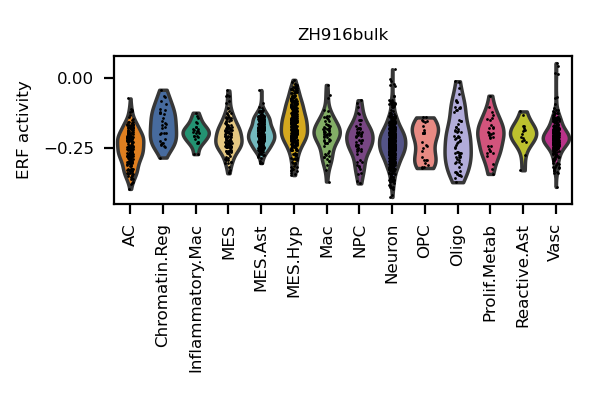 ZH916bulk
ERF activity
0.00
−0.25
AC
Chromatin.Reg
Inflammatory.Mac
MES
MES.Ast
MES.Hyp
Mac
NPC
Neuron
OPC
Oligo
Prolif.Metab
Reactive.Ast
Vasc